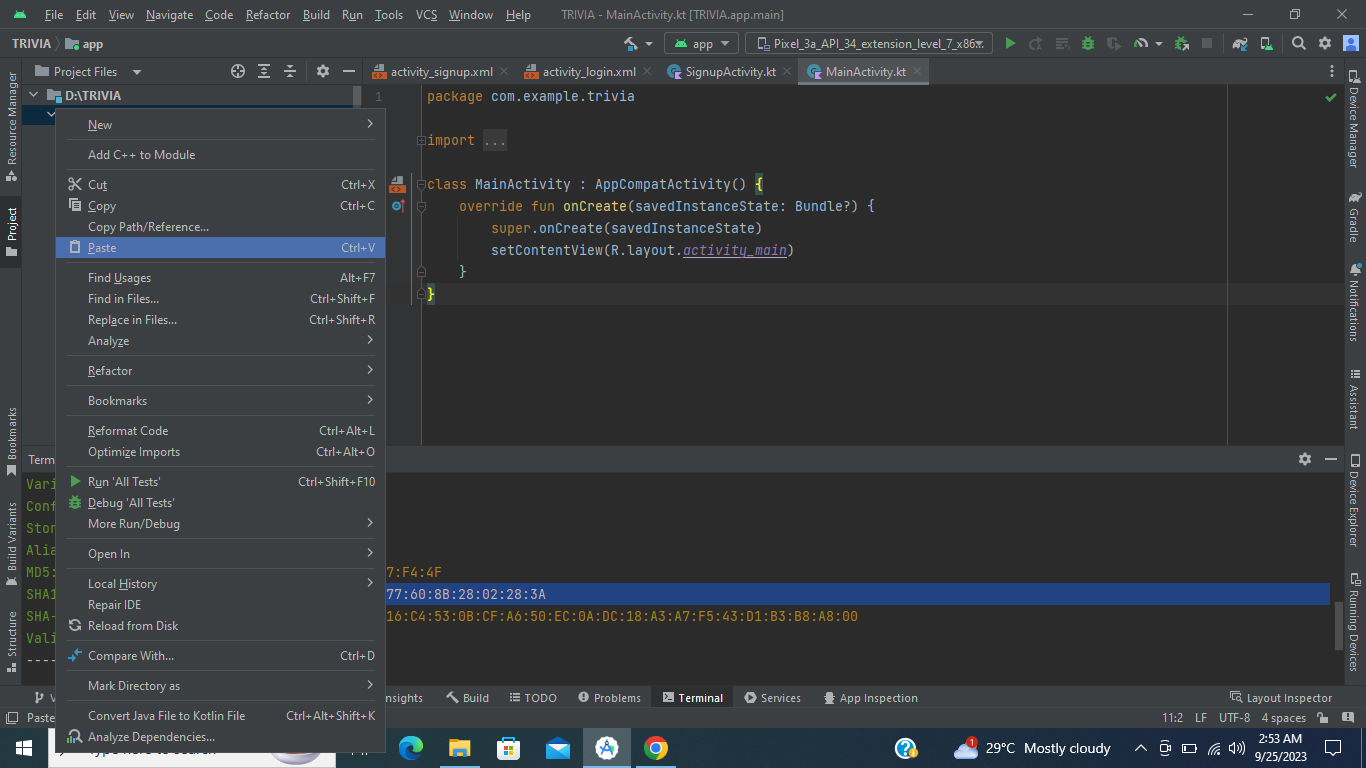 File Edit View Navigate Code Refactor Build Run Tools VCS Window Help TRIVIA - MainActivity.kt [TRIVIA.app.main]
TRIVIA app app Pixel_3a_API_34_extension_level_7_x86
Project Files activity_signup.xml activity_login.xml SignupActivity.kt MainActivity.kt
Resource Manager
Project
Bookmarks
Build Variants
Structure
D:\TRIVIA
New
Add C++ to Module
Cut Ctrl+X
Copy Ctrl+C
Copy Path/Reference...
Paste Ctrl+V
Find Usages Alt+F7
Find in Files... Ctrl+Shift+F
Replace in Files... Ctrl+Shift+R
Analyze
Refactor
Bookmarks
Reformat Code Ctrl+Alt+L
Optimize Imports Ctrl+Alt+O
Run 'All Tests' Ctrl+Shift+F10
Debug 'All Tests'
More Run/Debug
Open In
Local History
Repair IDE
Reload from Disk
Compare With... Ctrl+D
Mark Directory as
Convert Java File to Kotlin File Ctrl+Alt+Shift+K
Analyze Dependencies...
1 package com.example.trivia
import ...
class MainActivity : AppCompatActivity() {
override fun onCreate(savedInstanceState: Bundle?) {
super.onCreate(savedInstanceState)
setContentView(R.layout.activity_main)
}
}
Device Manager
Gradle
Notifications
Assistant
Device Explorer
Running Devices
Term
Vari
Conf
Stor
Alia
MD5: 7:F4:4F
SHA1 77:60:8B:28:02:28:3A
SHA- 16:C4:53:0B:CF:A6:50:EC:0A:DC:18:A3:A7:F5:43:D1:B3:B8:A8:00
Vali
----
V nsights Build TODO Problems Terminal Services App Inspection Layout Inspector
Paste 11:2 LF UTF-8 4 spaces
29°C Mostly cloudy 2:53 AM
9/25/2023
1